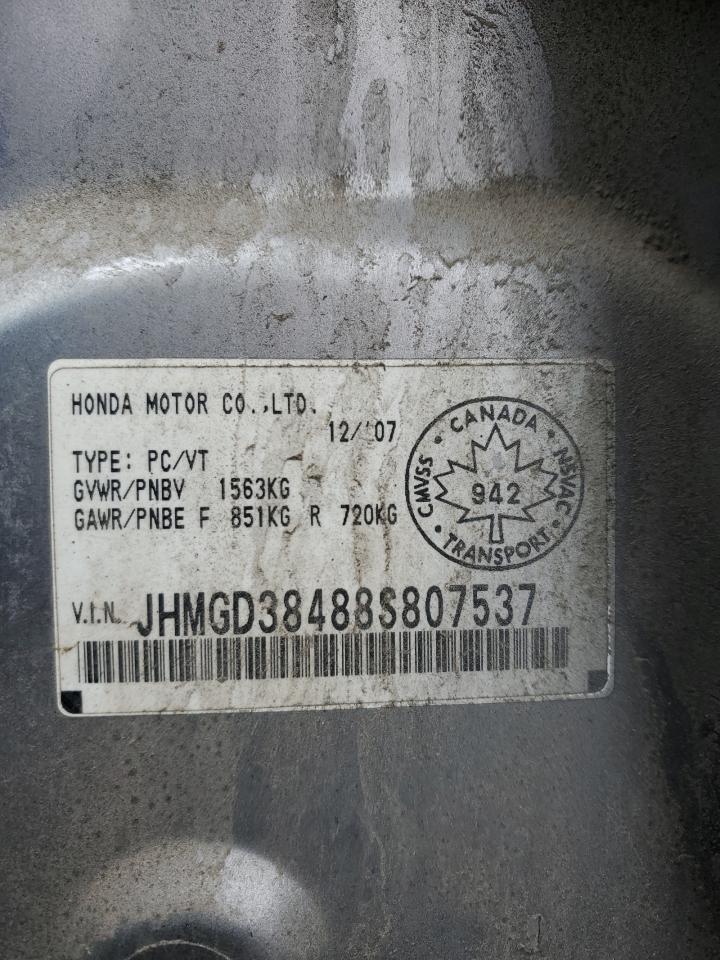 HONDA MOTOR CO.,LTD.
12/'07
TYPE: PC/VT
GVWR/PNBV 1563KG
GAWR/PNBE F 851KG R 720KG
CANADA
CMVSS
NSVAC
942
TRANSPORT
V.I.N. JHMGD38488S807537